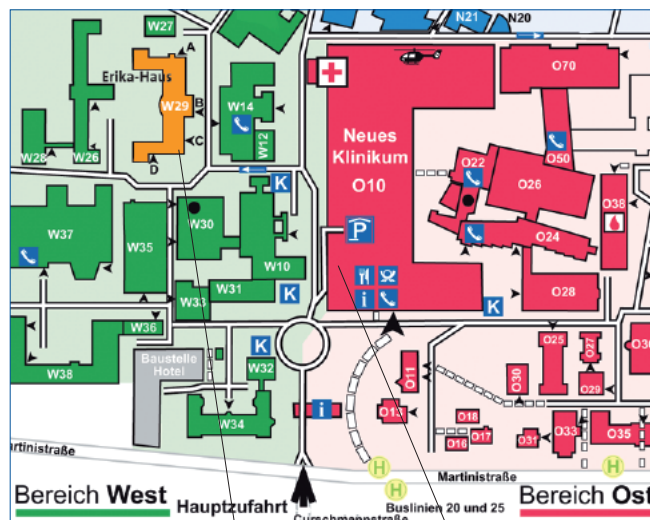 W27
N21
N20
A
Erika-Haus
W29
B
C
D
W14
W12
W28
W26
O70
Neues
Klinikum
O10
O22
O50
O26
O38
O24
O28
K
W37
W35
W30
W10
W31
W33
K
P
i
K
W36
W38
Baustelle
Hotel
K
W32
W34
i
O11
O13
O25
O27
O30
O29
O18
O16
O17
O31
O33
O35
H
H
H
Martinistraße
Bereich West
Hauptzufahrt
Buslinien 20 und 25
Bereich Ost